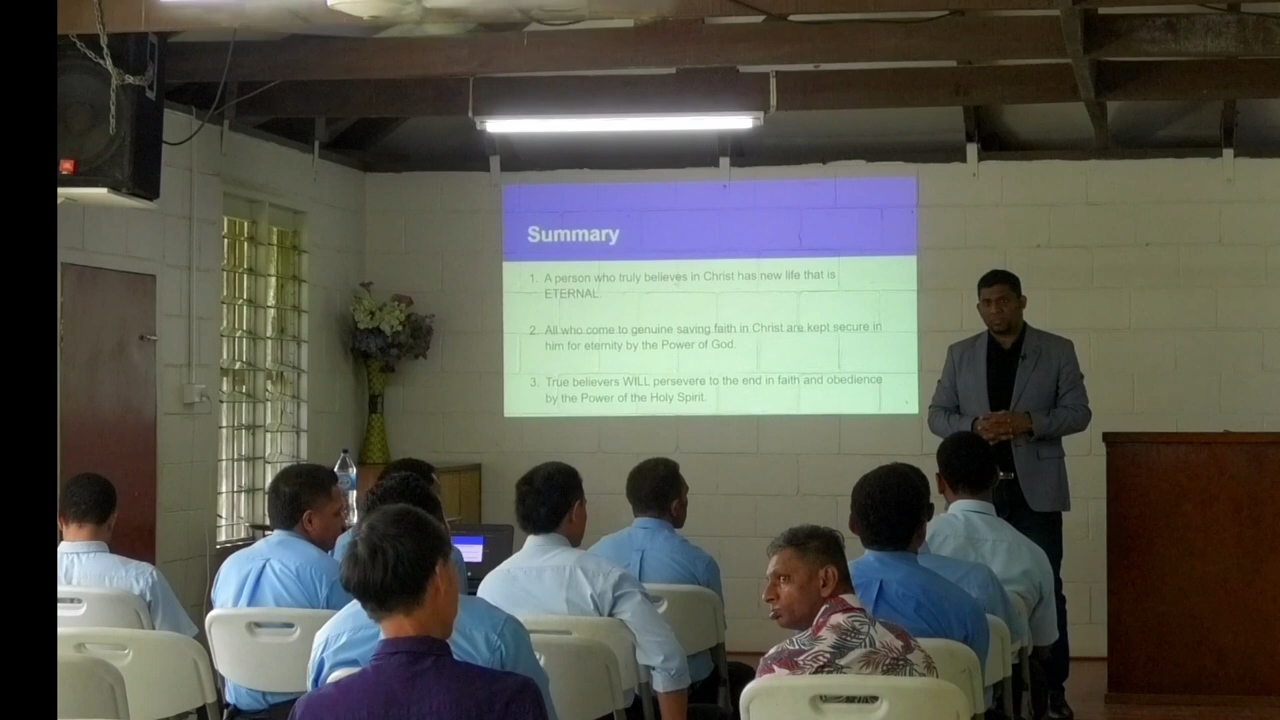 Summary
1. A person who truly believes in Christ has new life that is
ETERNAL.
2. All who come to genuine saving faith in Christ are kept secure in
him for eternity by the Power of God.
3. True believers WILL persevere to the end in faith and obedience
by the Power of the Holy Spirit.